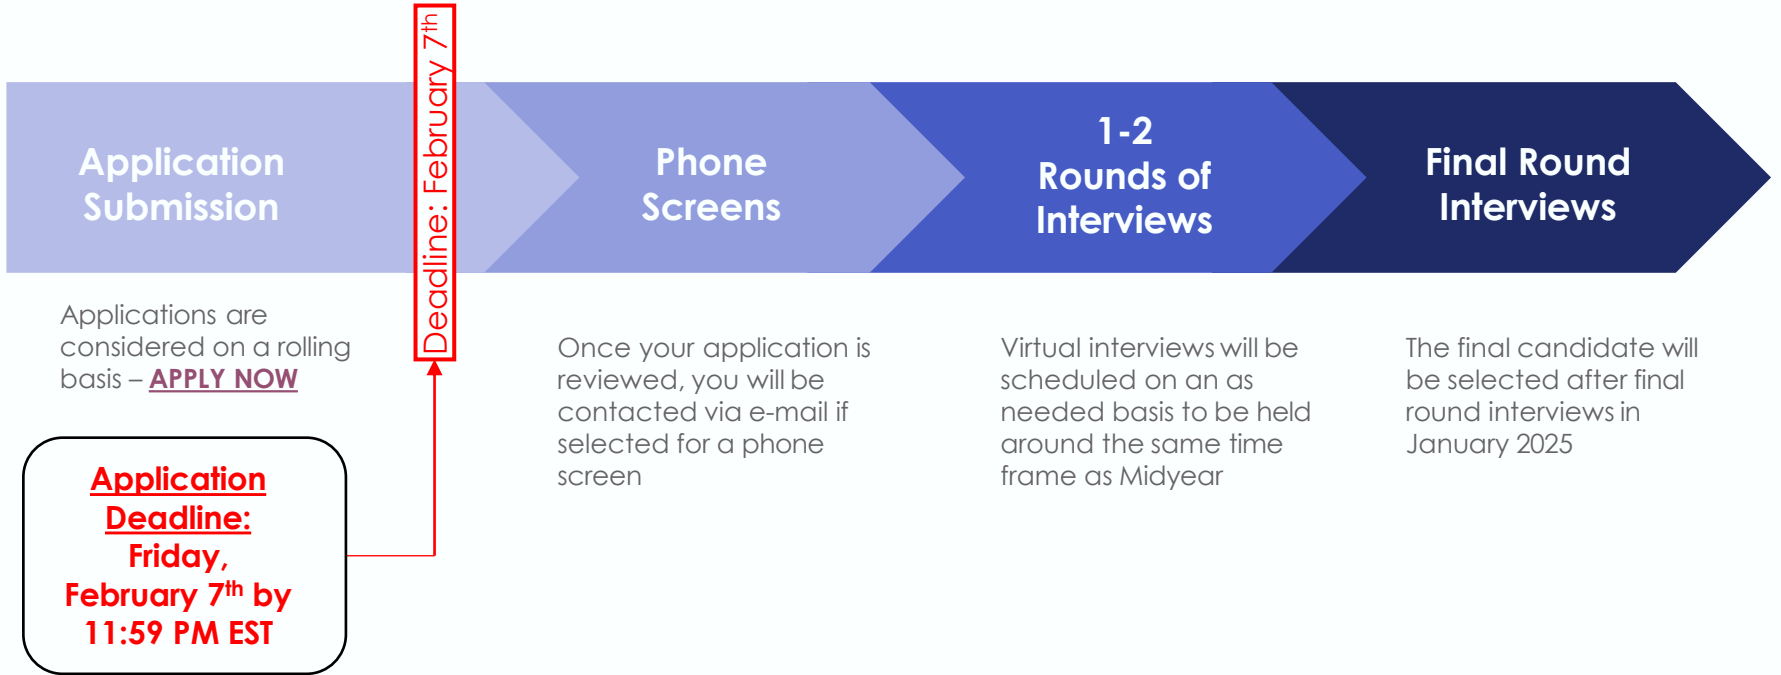 Deadline: February 7th
Application
Submission
Phone
Screens
1-2
Rounds of
Interviews
Final Round
Interviews
Applications are
considered on a rolling
basis – APPLY NOW
Once your application is
reviewed, you will be
contacted via e-mail if
selected for a phone
screen
Virtual interviews will be
scheduled on an as
needed basis to be held
around the same time
frame as Midyear
The final candidate will
be selected after final
round interviews in
January 2025
Application
Deadline:
Friday,
February 7th by
11:59 PM EST